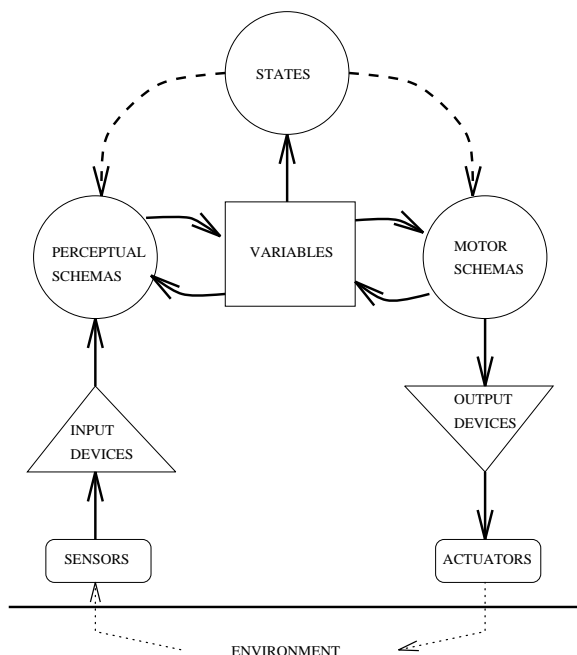 STATES
PERCEPTUAL
SCHEMAS
VARIABLES
MOTOR
SCHEMAS
INPUT
DEVICES
OUTPUT
DEVICES
SENSORS
ACTUATORS
ENVIRONMENT